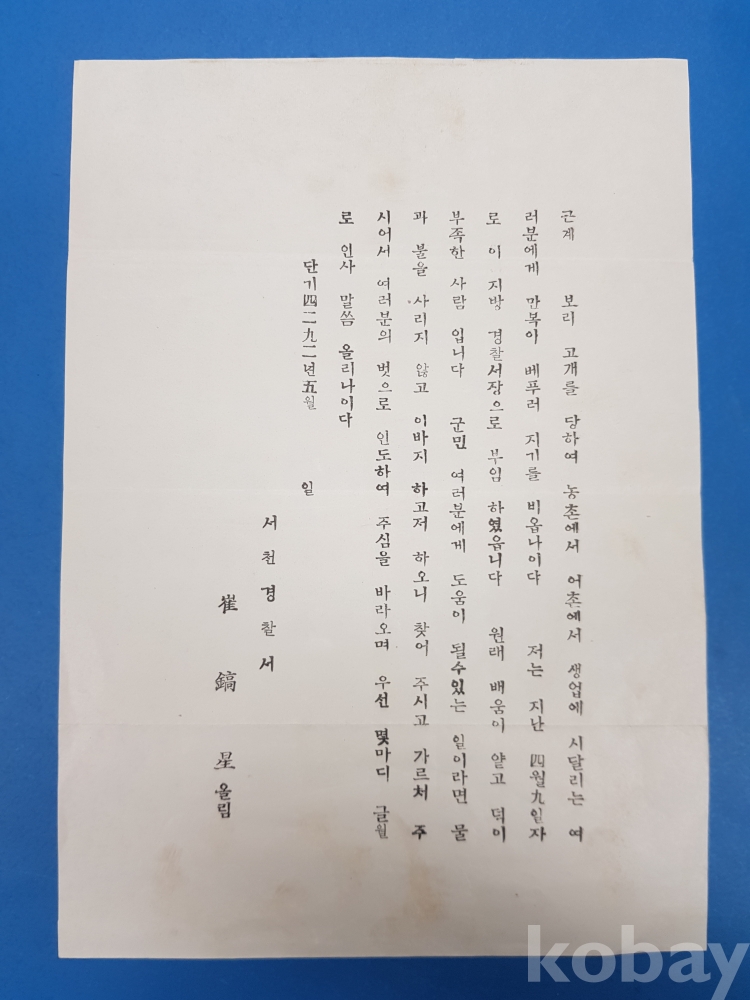 근계 보리 고개를 당하여 농촌에서 어촌에서 생업에 시달리는 여
러분에게 만복이 베푸러 지기를 비옵나이다 저는 지난 四월九일자
로 이 지방 경찰서장으로 부임 하였읍니다 원래 배움이 얕고 덕이
부족한 사람 입니다 군민 여러분에게 도움이 될수있는 일이라면 물
과 불을 사리지 않고 이바지 하고저 하오니 찾어 주시고 가르처 주
시어서 여러분의 벗으로 인도하여 주심을 바라오며 우선 몇마디 글월
로 인사 말씀 올리나이다
단기四二九二년五월 일
서천경찰서
崔鎬星 올림
kobay